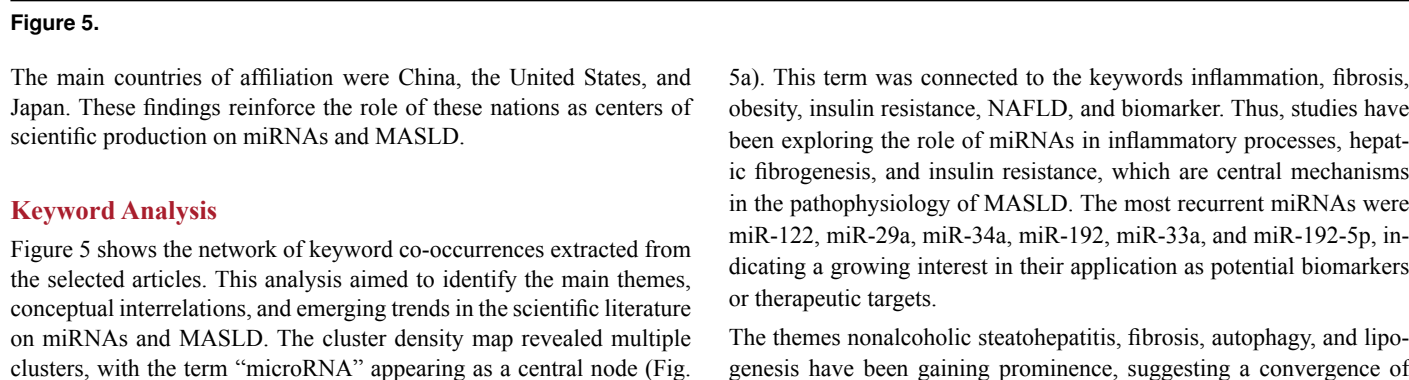 Figure 5.
The main countries of affiliation were China, the United States, and
Japan. These findings reinforce the role of these nations as centers of
scientific production on miRNAs and MASLD.
Keyword Analysis
Figure 5 shows the network of keyword co-occurrences extracted from
the selected articles. This analysis aimed to identify the main themes,
conceptual interrelations, and emerging trends in the scientific literature
on miRNAs and MASLD. The cluster density map revealed multiple
clusters, with the term “microRNA” appearing as a central node (Fig.
5a). This term was connected to the keywords inflammation, fibrosis,
obesity, insulin resistance, NAFLD, and biomarker. Thus, studies have
been exploring the role of miRNAs in inflammatory processes, hepat-
ic fibrogenesis, and insulin resistance, which are central mechanisms
in the pathophysiology of MASLD. The most recurrent miRNAs were
miR-122, miR-29a, miR-34a, miR-192, miR-33a, and miR-192-5p, in-
dicating a growing interest in their application as potential biomarkers
or therapeutic targets.
The themes nonalcoholic steatohepatitis, fibrosis, autophagy, and lipo-
genesis have been gaining prominence, suggesting a convergence of